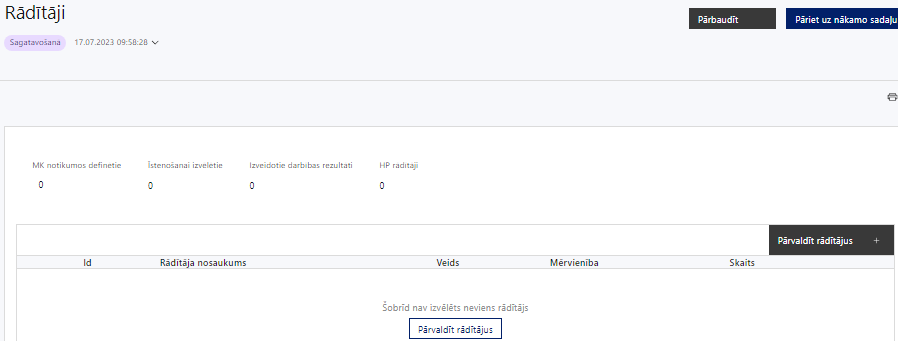 Rādītāji
Pārbaudīt
Pāriet uz nākamo sadaļu
Sagatavošanā
17.07.2023 09:58:28
MK notikumos definētie
Īstenošanai izvēlētie
Izveidotie darbības rezultāti
HP rādītāji
0
0
0
0
Pārvaldīt rādītājus +
Id
Rādītāja nosaukums
Veids
Mērvienība
Skaits
Šobrīd nav izvēlēts neviens rādītājs
Pārvaldīt rādītājus